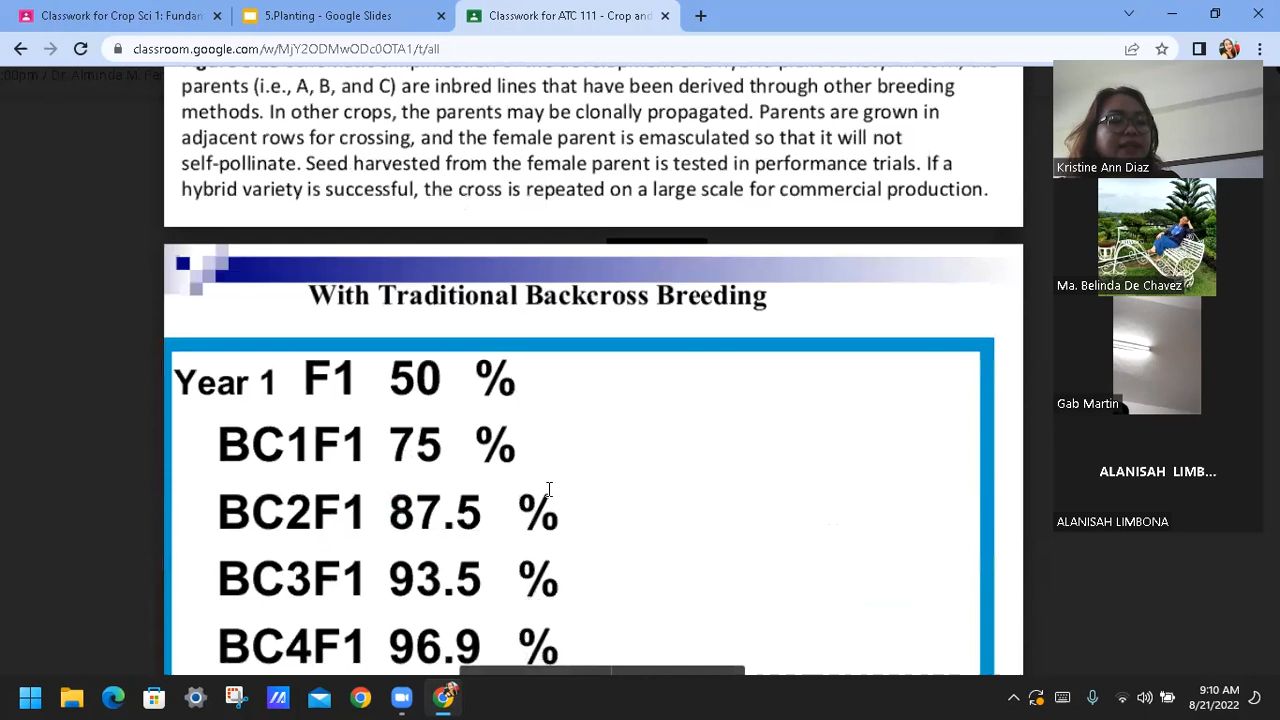 Classroom for Fina
5.Planting - Google Slides
Classwork for ATC 111 - Crop and
classroom.google.com/w/MjY2ODMwODc0OTA1/t/all
parents (i.e., A, B, and C) are inbred lines that have been derived through other breeding
methods. In other crops, the parents may be clonally propagated. Parents are grown in
adjacent rows for crossing, and the female parent is emasculated so that it will not
self-pollinate. Seed harvested from the female parent is tested in performance trials. If a
hybrid variety is successful, the cross is repeated on a large scale for commercial production.
With Traditional Backcross Breeding
Year 1 F1 50 %
BC1F1 75 %
BC2F1 87.5 %
BC3F1 93.5 %
BC4F1 96.9 %
Kristine Ann Diaz
Ma. Belinda De Chavez
Gab Martin
ALANISAH LIMB...
ALANISAH LIMBONA
9:10 AM
8/21/2022